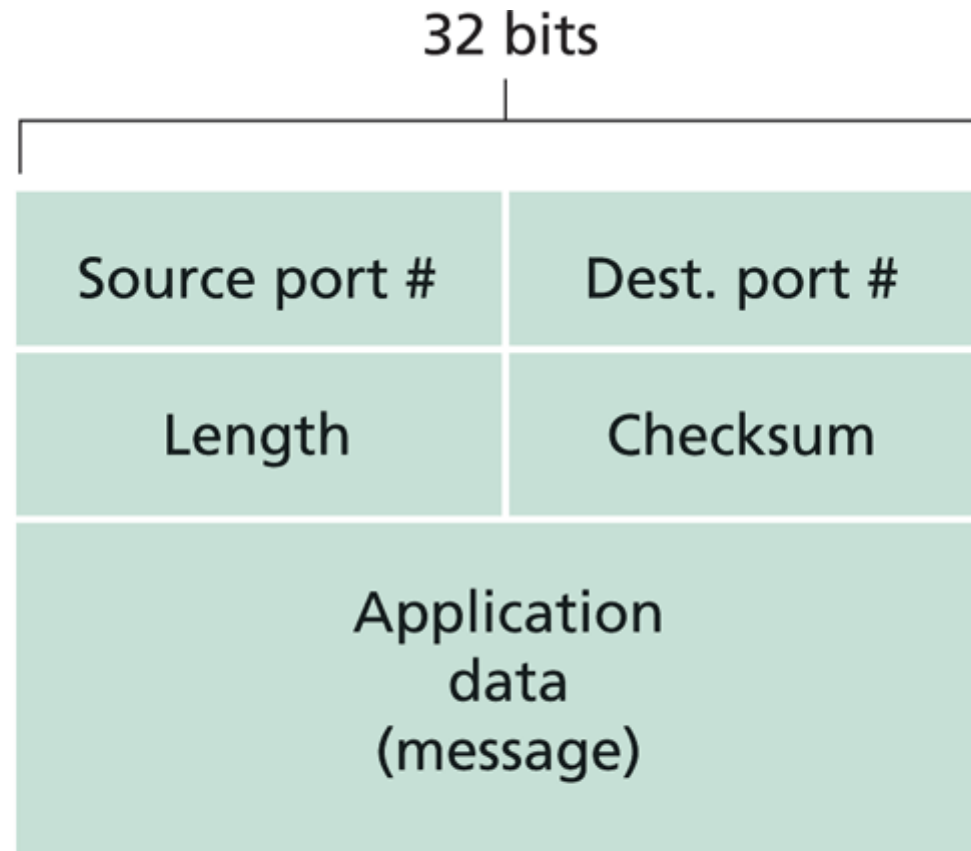 32 bits
Source port #
Dest. port #
Length
Checksum
Application
data
(message)